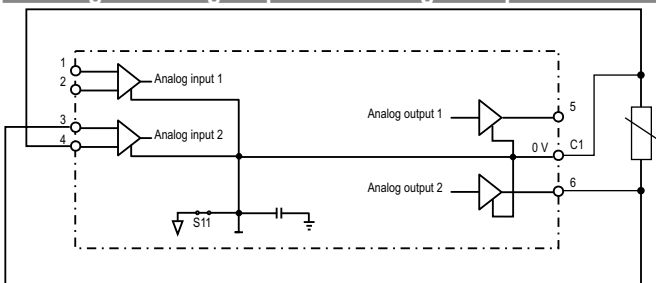 1
2
Analog input 1
3
4
Analog input 2
Analog output 1
5
0 V
C1
Analog output 2
6
S11